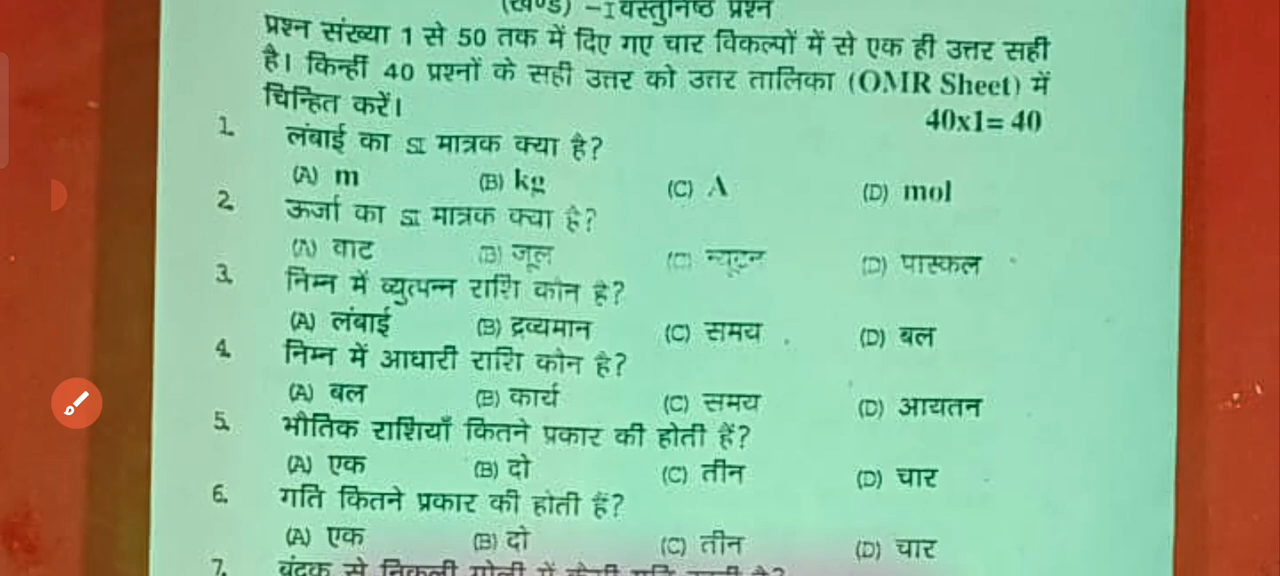 (खण्ड) -I वस्तुनिष्ठ प्रश्न
प्रश्न संख्या 1 से 50 तक में दिए गए चार विकल्पों में से एक ही उत्तर सही
है। किन्हीं 40 प्रश्नों के सही उत्तर को उत्तर तालिका (OMR Sheet) में
चिन्हित करें।
40x1= 40
1. लंबाई का SI मात्रक क्या है?
(A) m (B) kg (C) A (D) mol
2. ऊर्जा का SI मात्रक क्या है?
(A) वाट (B) जूल (C) न्यूटन (D) पास्कल
3. निम्न में व्युत्पन्न राशि कौन है?
(A) लंबाई (B) द्रव्यमान (C) समय (D) बल
4. निम्न में आधारी राशि कौन है?
(A) बल (B) कार्य (C) समय (D) आयतन
5. भौतिक राशियाँ कितने प्रकार की होती हैं?
(A) एक (B) दो (C) तीन (D) चार
6. गति कितने प्रकार की होती हैं?
(A) एक (B) दो (C) तीन (D) चार
7. बंदूक से निकली गोली में कैसी गति